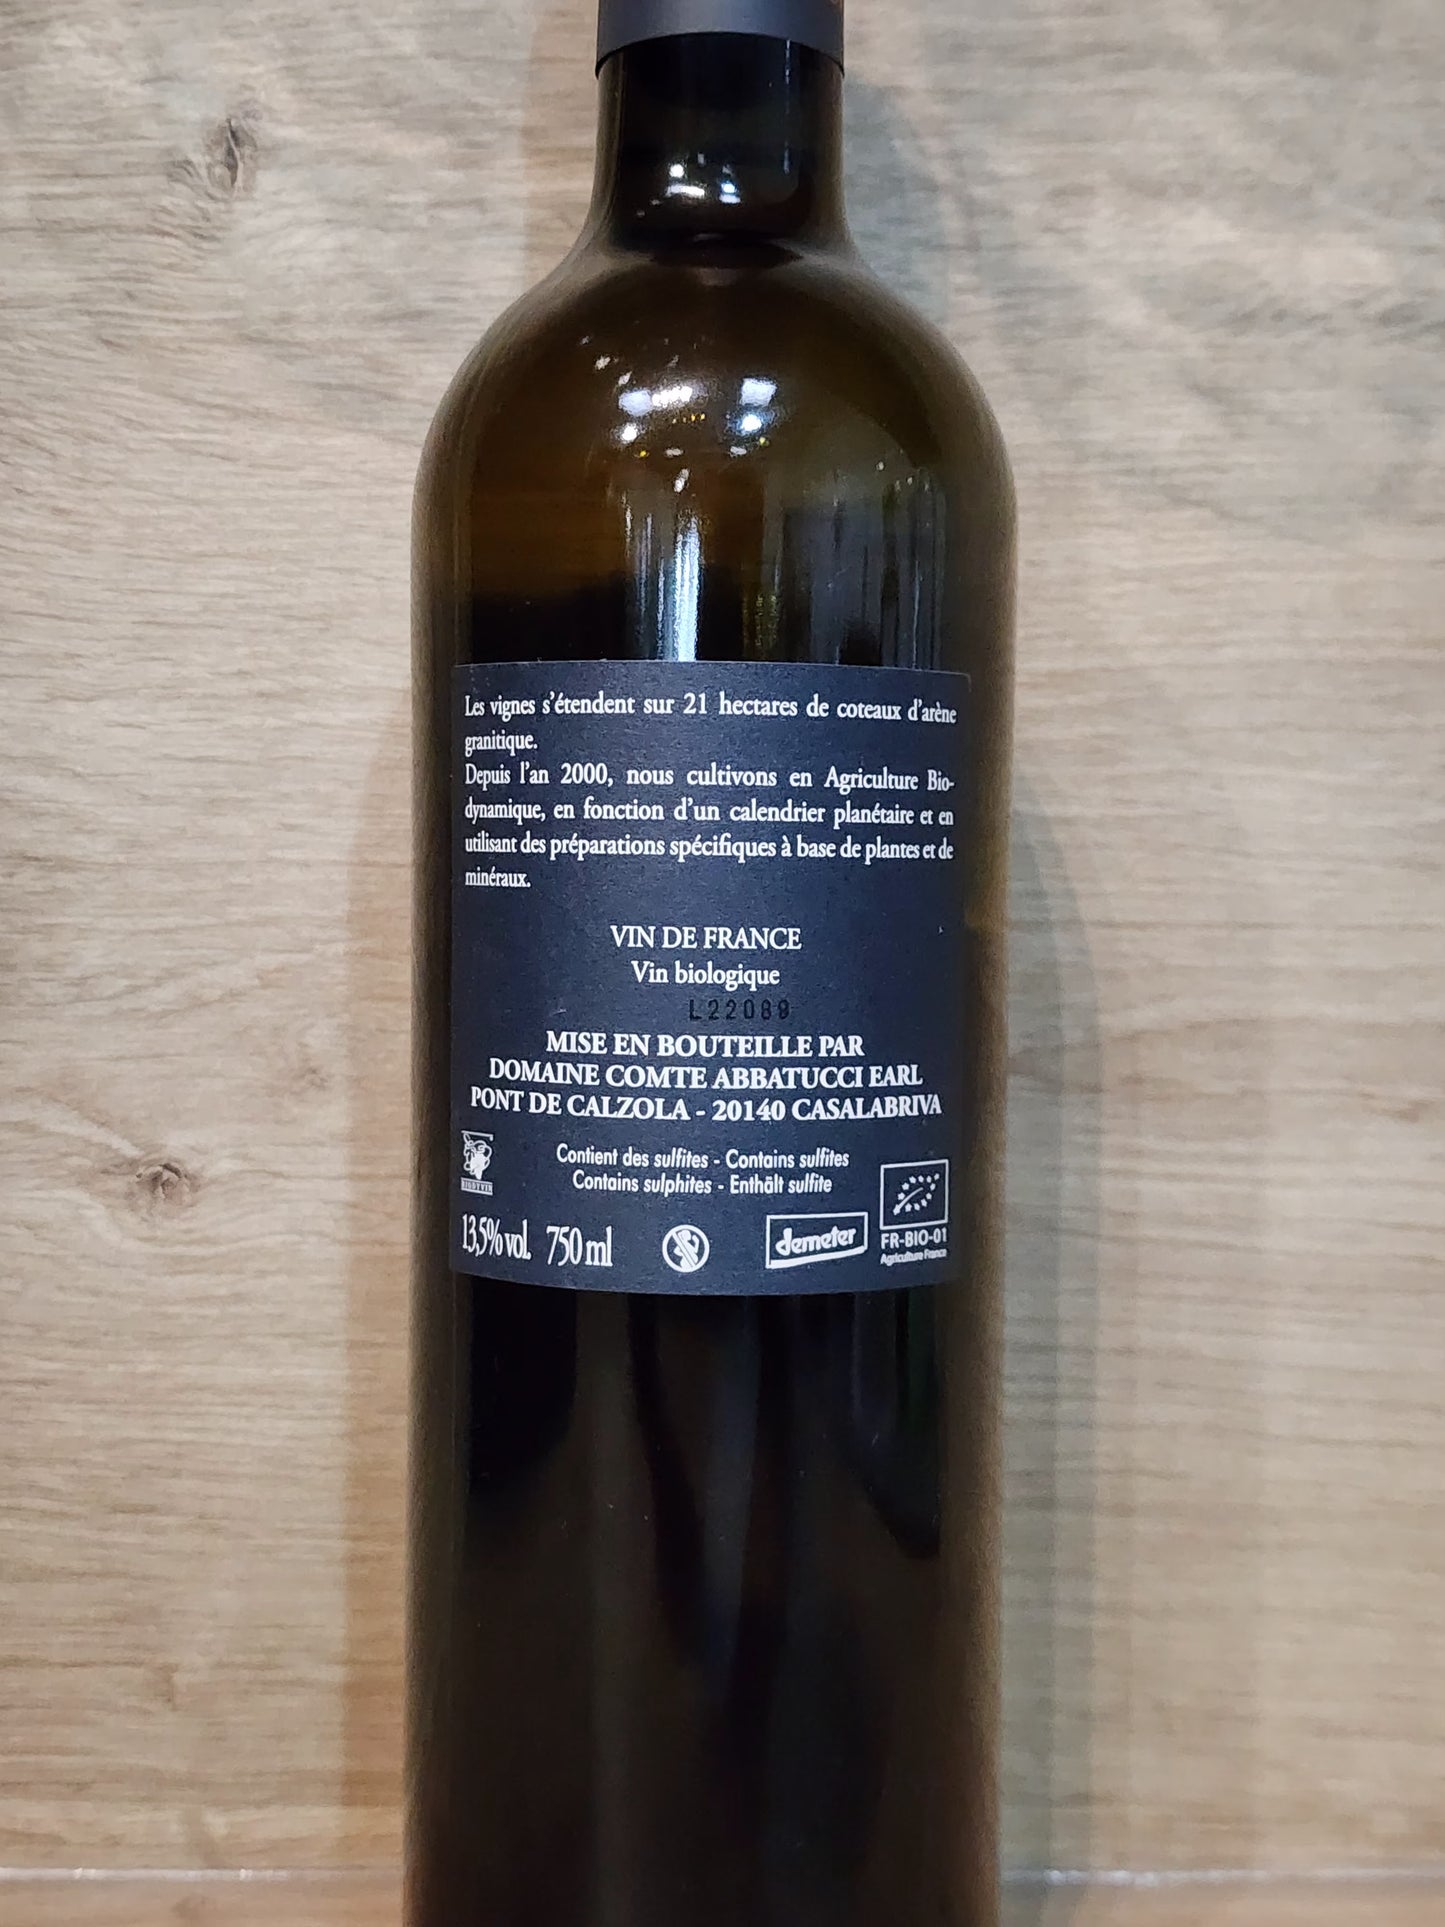 Les vignes s'étendent sur 21 hectares de coteaux d'arène
granitique.
Depuis l'an 2000, nous cultivons en Agriculture Bio-
dynamique, en fonction d'un calendrier planétaire et en
utilisant des préparations spécifiques à base de plantes et de
minéraux.
VIN DE FRANCE
Vin biologique
L22089
MISE EN BOUTEILLE PAR
DOMAINE COMTE ABBATUCCI EARL
PONT DE CALZOLA - 20140 CASALABRIVA
Contient des sulfites - Contains sulfites
Contains sulphites - Enthält sulfite
BIODYVIN
13,5%vol. 750 ml
demeter
FR-BIO-01
Agriculture France